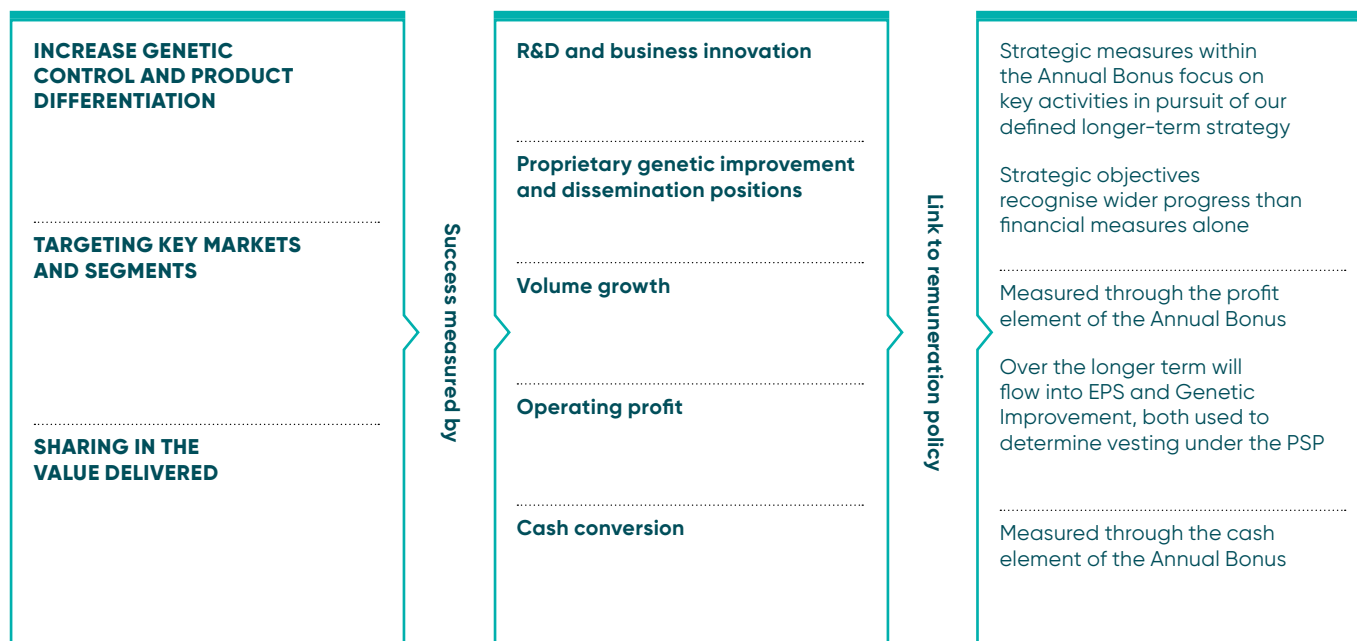 INCREASE GENETIC
CONTROL AND PRODUCT
DIFFERENTIATION
TARGETING KEY MARKETS
AND SEGMENTS
SHARING IN THE
VALUE DELIVERED
Success measured by
R&D and business innovation
Proprietary genetic improvement
and dissemination positions
Volume growth
Operating profit
Cash conversion
Link to remuneration policy
Strategic measures within
the Annual Bonus focus on
key activities in pursuit of our
defined longer-term strategy
Strategic objectives
recognise wider progress than
financial measures alone
Measured through the profit
element of the Annual Bonus
Over the longer term will
flow into EPS and Genetic
Improvement, both used to
determine vesting under the PSP
Measured through the cash
element of the Annual Bonus